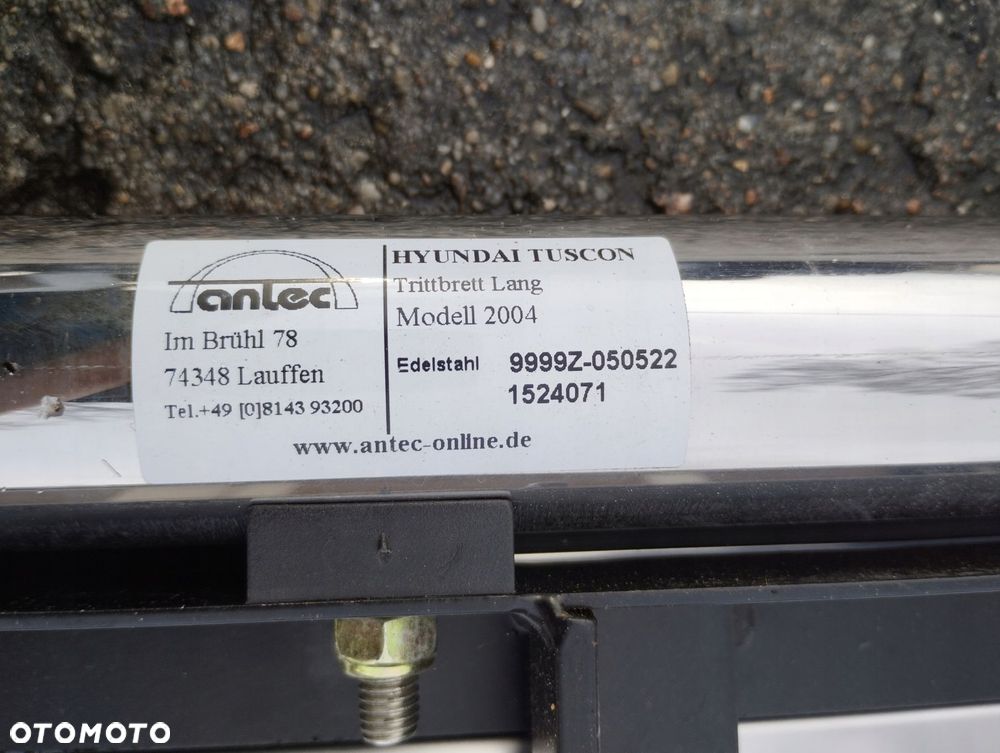 antec
Im Brühl 78
74348 Lauffen
Tel.+49 [0]8143 93200
HYUNDAI TUSCON
Trittbrett Lang
Modell 2004
Edelstahl 9999Z-050522
1524071
www.antec-online.de
OTOMOTO